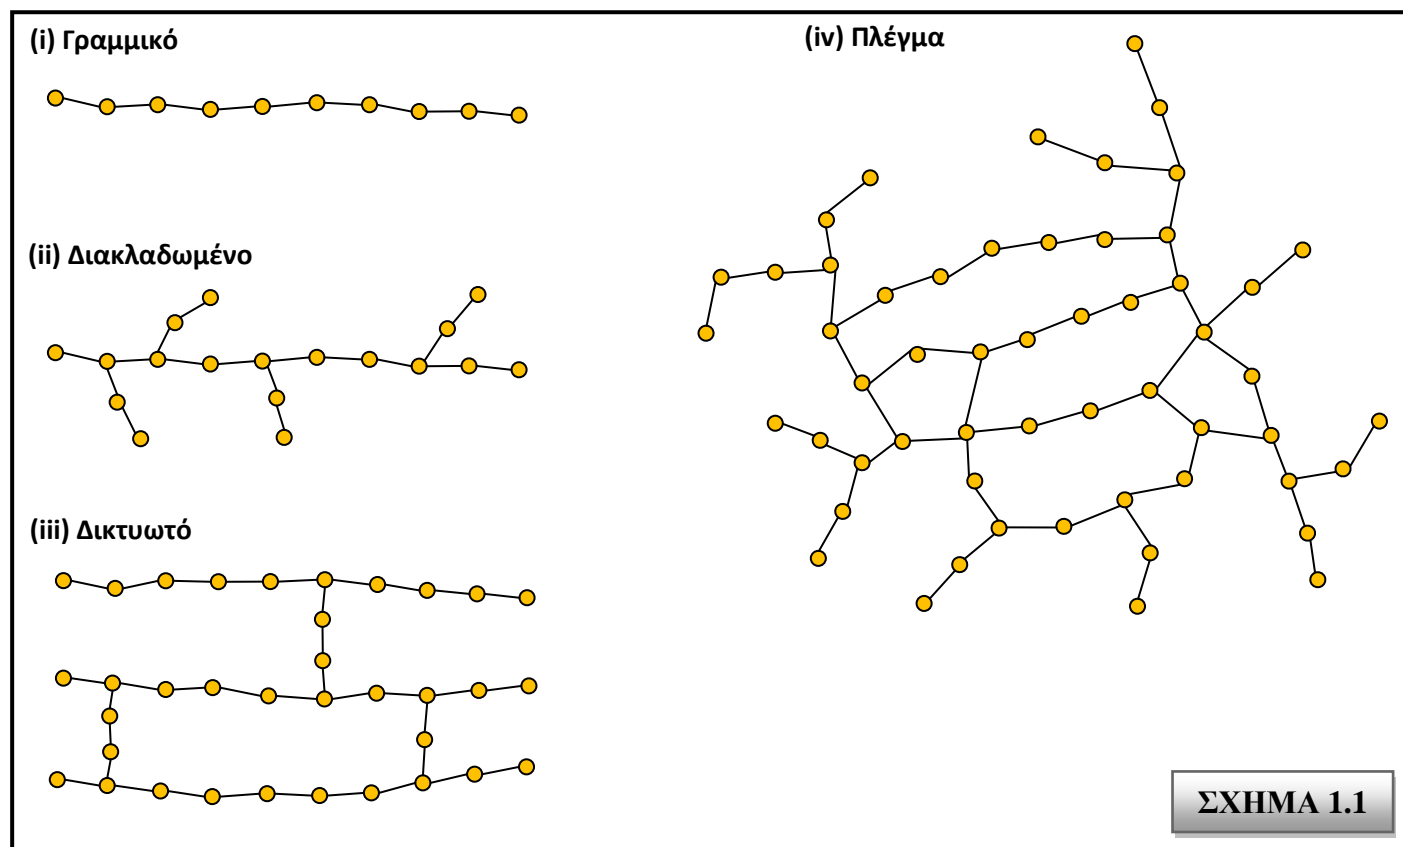 (i) Γραμμικό
(iv) Πλέγμα
(ii) Διακλαδωμένο
(iii) Δικτυωτό
ΣΧΗΜΑ 1.1